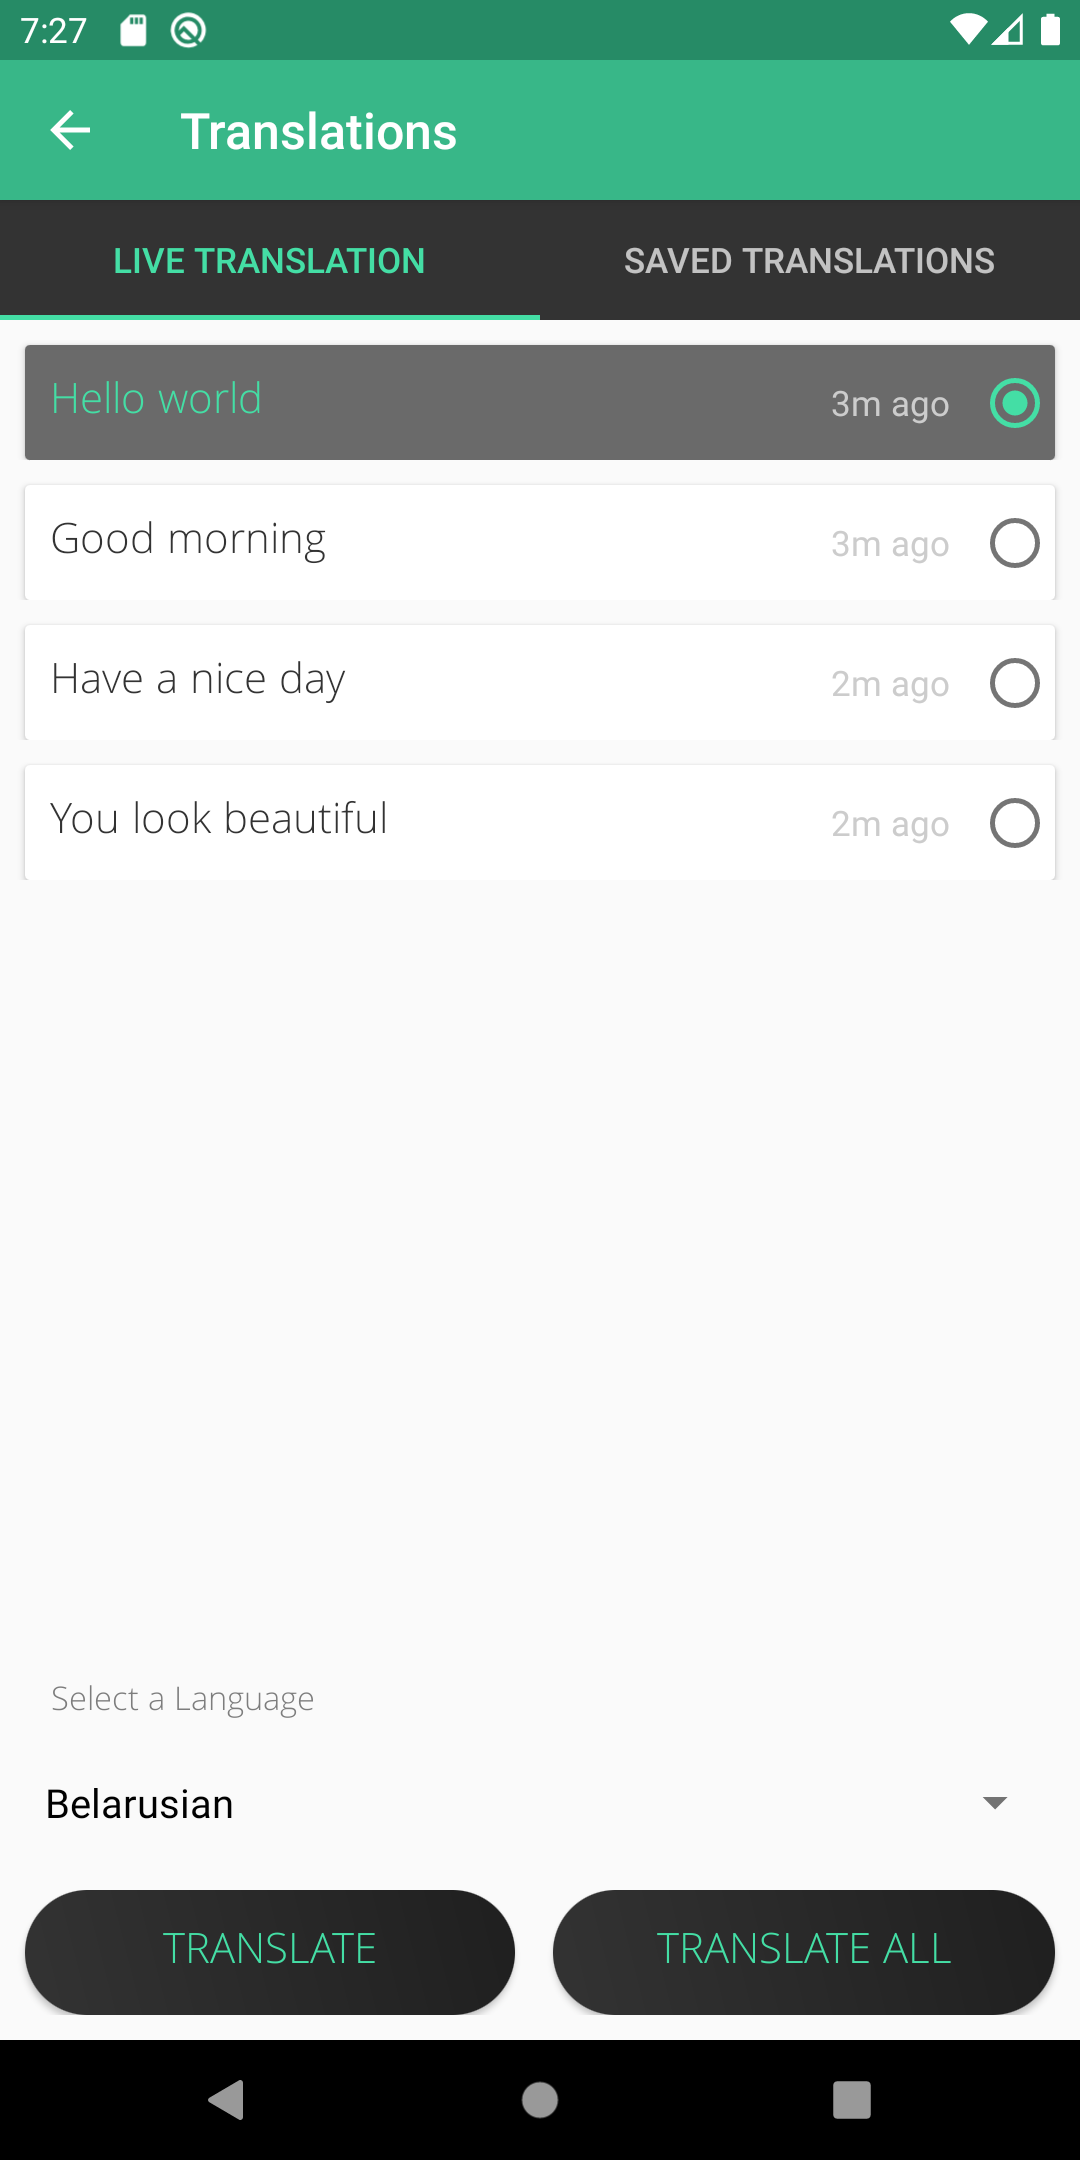 7:27
Translations
LIVE TRANSLATION
SAVED TRANSLATIONS
Hello world
3m ago
Good morning
3m ago
Have a nice day
2m ago
You look beautiful
2m ago
Select a Language
Belarusian
TRANSLATE
TRANSLATE ALL